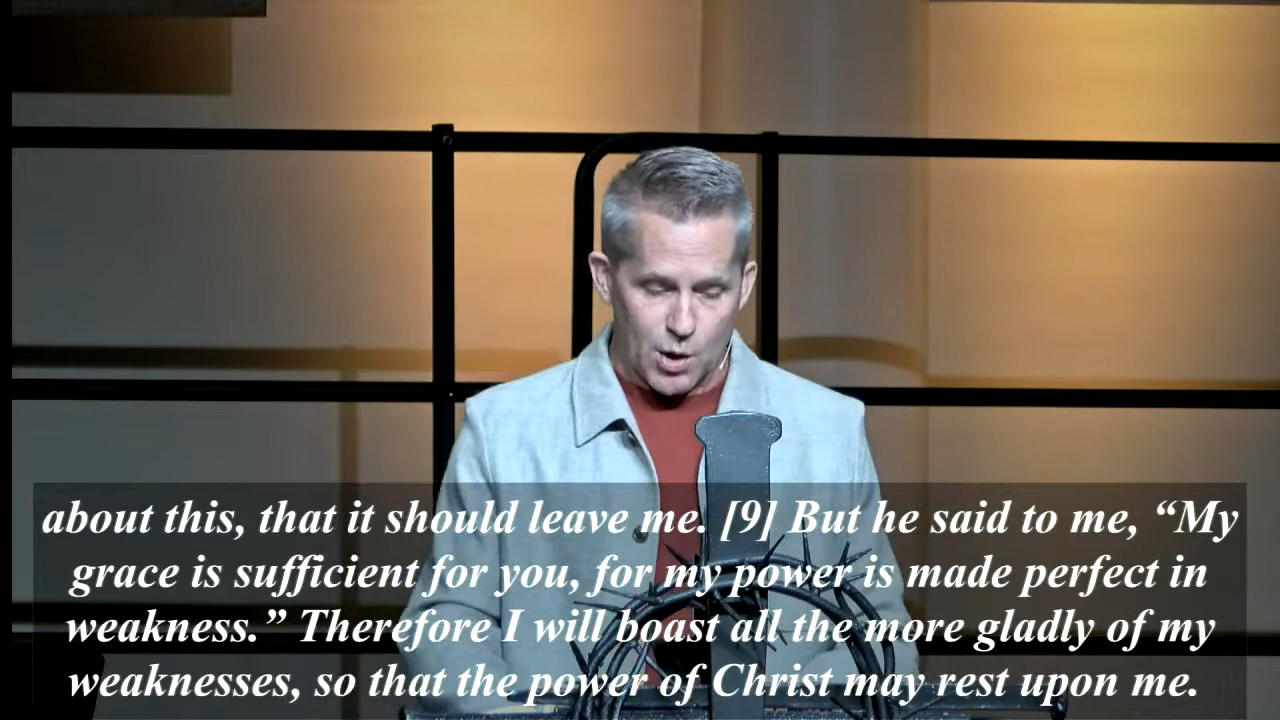 about this, that it should leave me. [9] But he said to me, “My
grace is sufficient for you, for my power is made perfect in
weakness.” Therefore I will boast all the more gladly of my
weaknesses, so that the power of Christ may rest upon me.